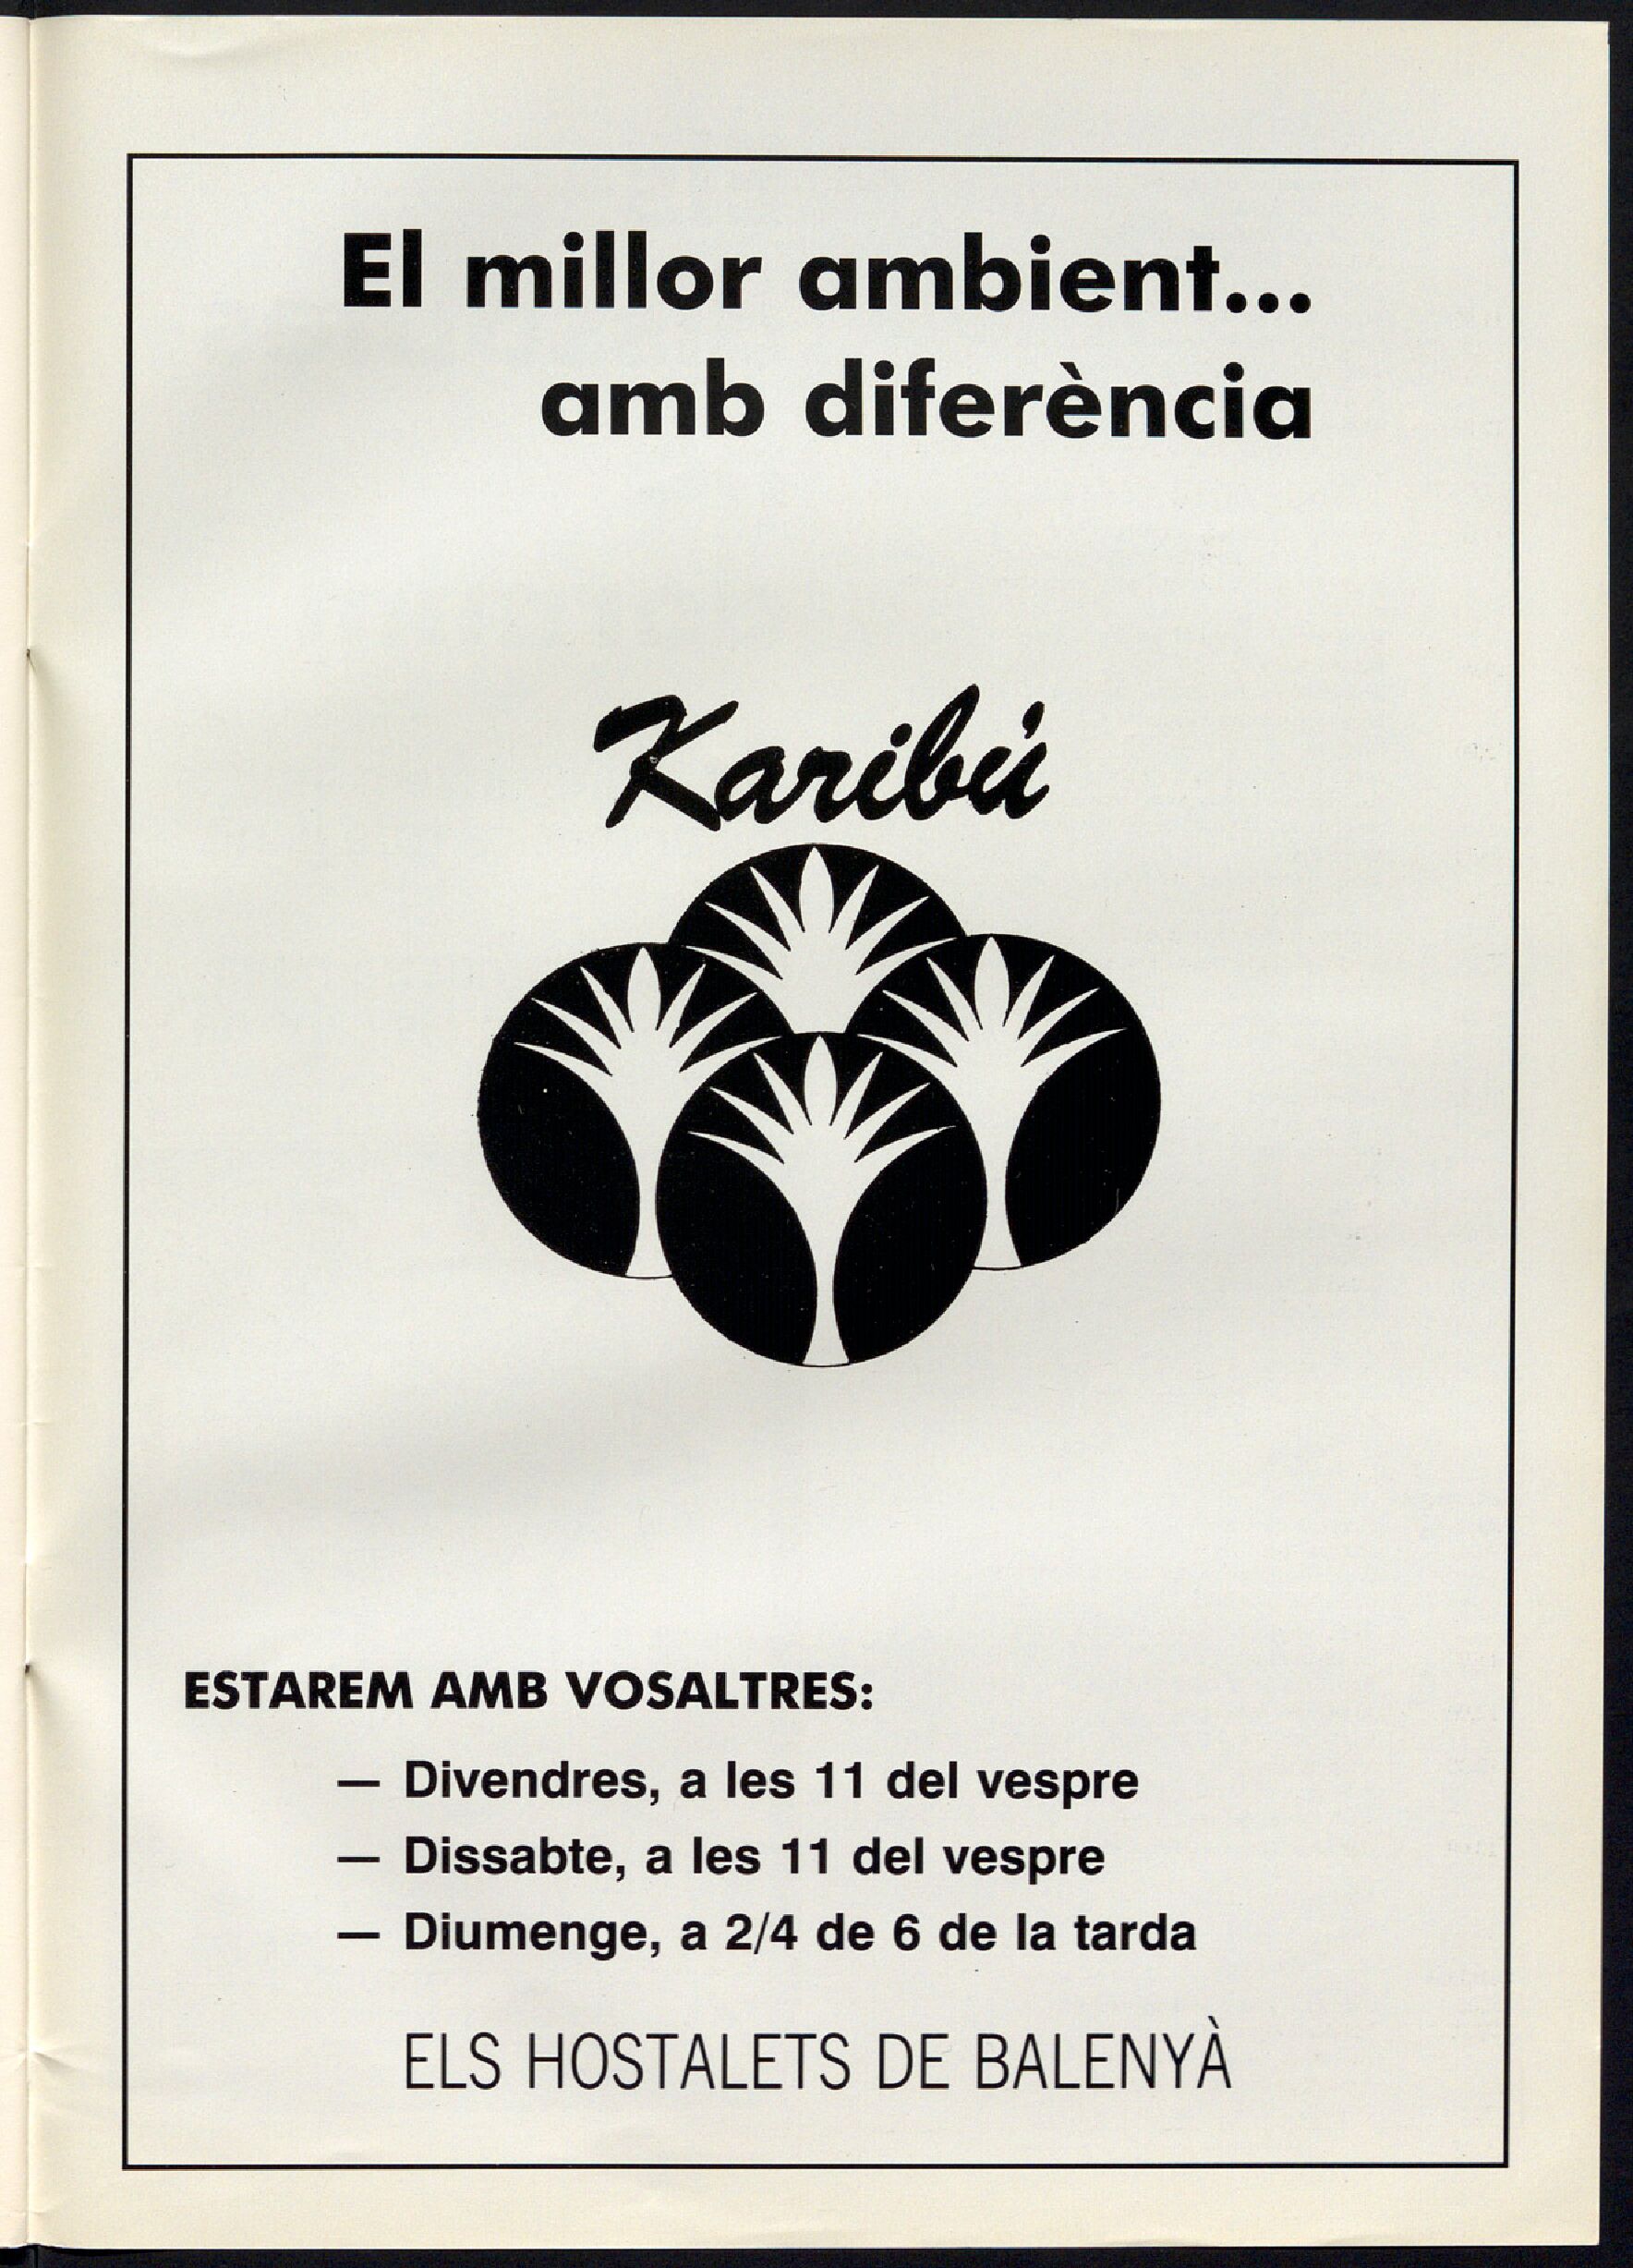 El millor ambient...
amb diferència
Karibú
ESTAREM AMB VOSALTRES:
— Divendres, a les 11 del vespre
— Dissabte, a les 11 del vespre
— Diumenge, a 2/4 de 6 de la tarda
ELS HOSTALETS DE BALENYÀ